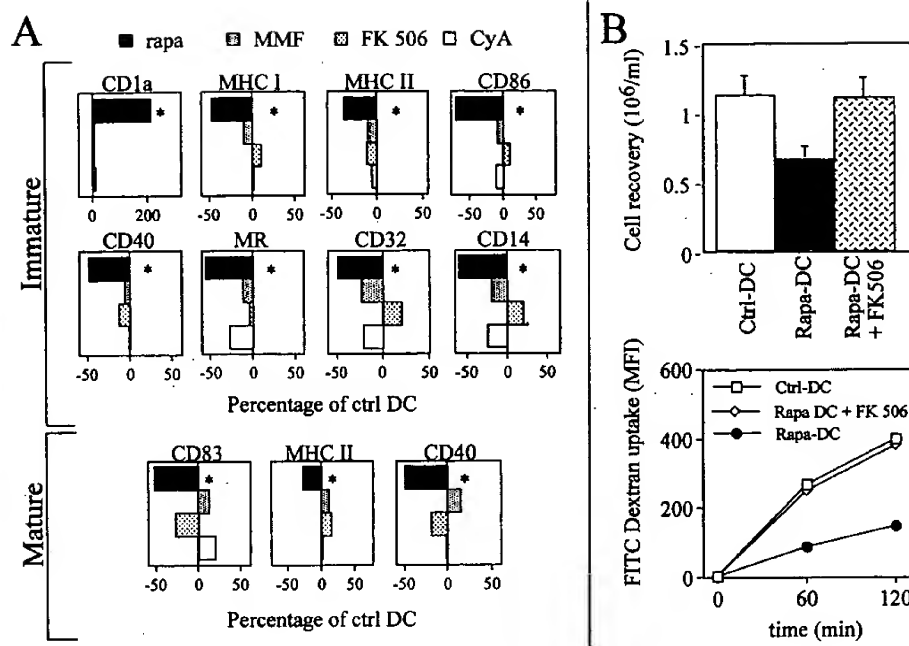 A
rapa MMF FK 506 CyA
Immature
CD1a MHC I MHC II CD86
* * * *
0 200 -50 0 50 -50 0 50 -50 0 50
CD40 MR CD32 CD14
* * * *
-50 0 50 -50 0 50 -50 0 50 -50 0 50
Percentage of ctrl DC
Mature
CD83 MHC II CD40
* * *
-50 0 50 -50 0 50 -50 0 50
Percentage of ctrl DC
B
Cell recovery (10⁶/ml)
1.5
1
0.5
0
Ctrl-DC
Rapa-DC
Rapa-DC
+ FK506
FITC Dextran uptake (MFI)
600
400
200
0
Ctrl-DC
Rapa DC + FK 506
Rapa-DC
0 60 120
time (min)